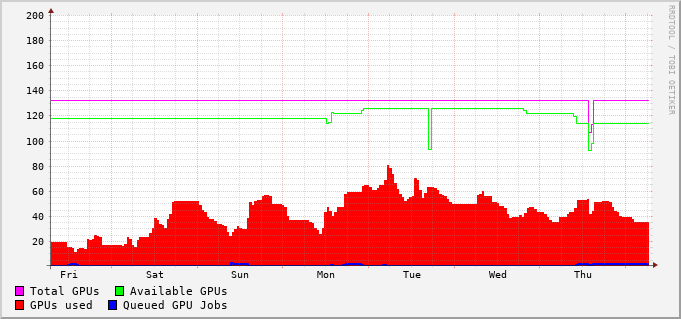 200
180
160
140
120
100
80
60
40
20
Fri Sat Sun Mon Tue Wed Thu
Total GPUs Available GPUs
GPUs used Queued GPU Jobs
RRDTOOL / TOBI OETIKER